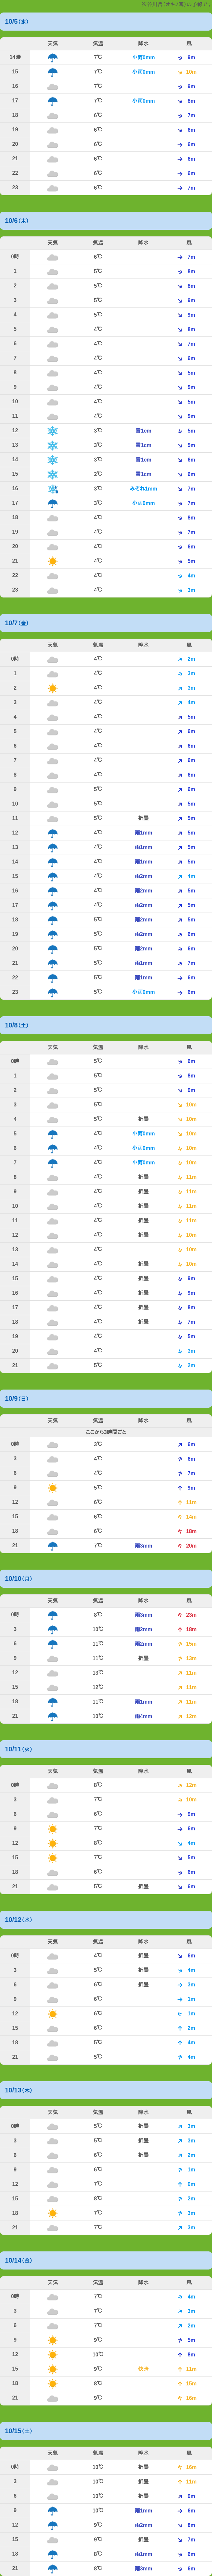 谷川岳(オキノ耳)の予報です
10/5(水)
天気 気温 降水 風
14時 7℃ 小雨0mm 9m
15 7℃ 小雨0mm 10m
16 7℃ 9m
17 7℃ 小雨0mm 8m
18 6℃ 7m
19 6℃ 6m
20 6℃ 6m
21 6℃ 6m
22 6℃ 6m
23 6℃ 7m
10/6(木)
天気 気温 降水 風
0時 6℃ 7m
1 5℃ 8m
2 5℃ 8m
3 5℃ 9m
4 5℃ 9m
5 4℃ 8m
6 4℃ 7m
7 4℃ 6m
8 4℃ 5m
9 4℃ 5m
10 4℃ 5m
11 4℃ 5m
12 3℃ 雪1cm 5m
13 3℃ 雪1cm 5m
14 3℃ 雪1cm 6m
15 2℃ 雪1cm 6m
16 3℃ みぞれ1mm 7m
17 3℃ 小雨0mm 7m
18 4℃ 8m
19 4℃ 7m
20 4℃ 6m
21 4℃ 5m
22 4℃ 4m
23 4℃ 3m
10/7(金)
天気 気温 降水 風
0時 4℃ 2m
1 4℃ 3m
2 4℃ 3m
3 4℃ 4m
4 4℃ 5m
5 4℃ 6m
6 4℃ 6m
7 4℃ 6m
8 4℃ 6m
9 5℃ 6m
10 5℃ 5m
11 5℃ 折畳 5m
12 4℃ 雨1mm 5m
13 4℃ 雨1mm 5m
14 4℃ 雨1mm 5m
15 4℃ 雨2mm 4m
16 4℃ 雨2mm 5m
17 4℃ 雨2mm 5m
18 5℃ 雨2mm 5m
19 5℃ 雨2mm 6m
20 5℃ 雨2mm 6m
21 5℃ 雨1mm 7m
22 5℃ 雨1mm 6m
23 5℃ 小雨0mm 6m
10/8(土)
天気 気温 降水 風
0時 5℃ 6m
1 5℃ 8m
2 5℃ 9m
3 5℃ 10m
4 5℃ 折畳 10m
5 4℃ 小雨0mm 10m
6 4℃ 小雨0mm 10m
7 4℃ 小雨0mm 10m
8 4℃ 折畳 11m
9 4℃ 折畳 11m
10 4℃ 折畳 11m
11 4℃ 折畳 11m
12 4℃ 折畳 10m
13 4℃ 10m
14 4℃ 折畳 10m
15 4℃ 折畳 9m
16 4℃ 折畳 9m
17 4℃ 折畳 8m
18 4℃ 折畳 7m
19 4℃ 5m
20 4℃ 3m
21 5℃ 2m
10/9(日)
天気 気温 降水 風
ここから3時間ごと
0時 3℃ 6m
3 4℃ 6m
6 4℃ 7m
9 5℃ 9m
12 6℃ 11m
15 6℃ 14m
18 6℃ 18m
21 7℃ 雨3mm 20m
10/10(月)
天気 気温 降水 風
0時 8℃ 雨3mm 23m
3 10℃ 雨2mm 18m
6 11℃ 雨2mm 15m
9 11℃ 折畳 13m
12 13℃ 11m
15 12℃ 11m
18 11℃ 雨1mm 11m
21 10℃ 雨4mm 12m
10/11(火)
天気 気温 降水 風
0時 8℃ 12m
3 7℃ 10m
6 6℃ 9m
9 7℃ 6m
12 8℃ 4m
15 7℃ 5m
18 6℃ 6m
21 5℃ 折畳 6m
10/12(水)
天気 気温 降水 風
0時 4℃ 折畳 6m
3 5℃ 折畳 4m
6 6℃ 折畳 3m
9 6℃ 1m
12 6℃ 1m
15 6℃ 2m
18 5℃ 4m
21 5℃ 4m
10/13(木)
天気 気温 降水 風
0時 5℃ 折畳 3m
3 5℃ 折畳 3m
6 5℃ 折畳 2m
9 6℃ 1m
12 7℃ 0m
15 8℃ 2m
18 7℃ 3m
21 7℃ 3m
10/14(金)
天気 気温 降水 風
0時 7℃ 4m
3 7℃ 3m
6 7℃ 2m
9 9℃ 5m
12 10℃ 8m
15 9℃ 11m
18 8℃ 15m
21 9℃ 16m
10/15(土)
天気 気温 降水 風
0時 10℃ 折畳 16m
3 10℃ 折畳 11m
6 10℃ 折畳 9m
9 10℃ 雨1mm 6m
12 9℃ 雨2mm 8m
15 9℃ 折畳 7m
18 8℃ 雨1mm 6m
21 8℃ 雨3mm 6m